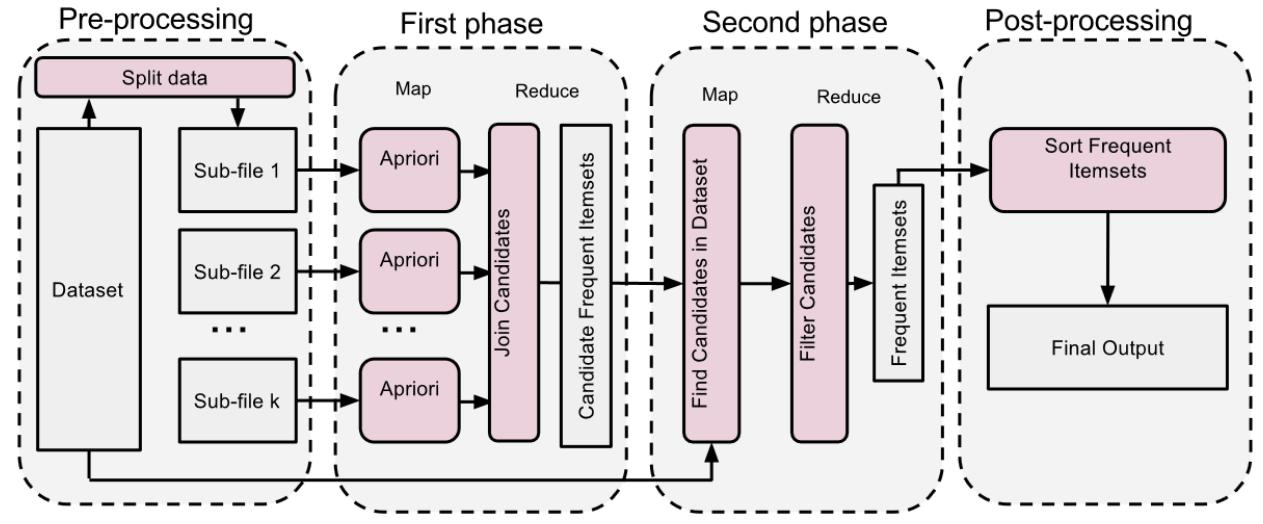 Pre-processing
First phase
Second phase
Post-processing
Split data
Dataset
Sub-file 1
Sub-file 2
...
Sub-file k
Map
Reduce
Apriori
Apriori
...
Apriori
Join Candidates
Candidate Frequent Itemsets
Map
Reduce
Find Candidates in Dataset
Filter Candidates
Frequent Itemsets
Sort Frequent
Itemsets
Final Output